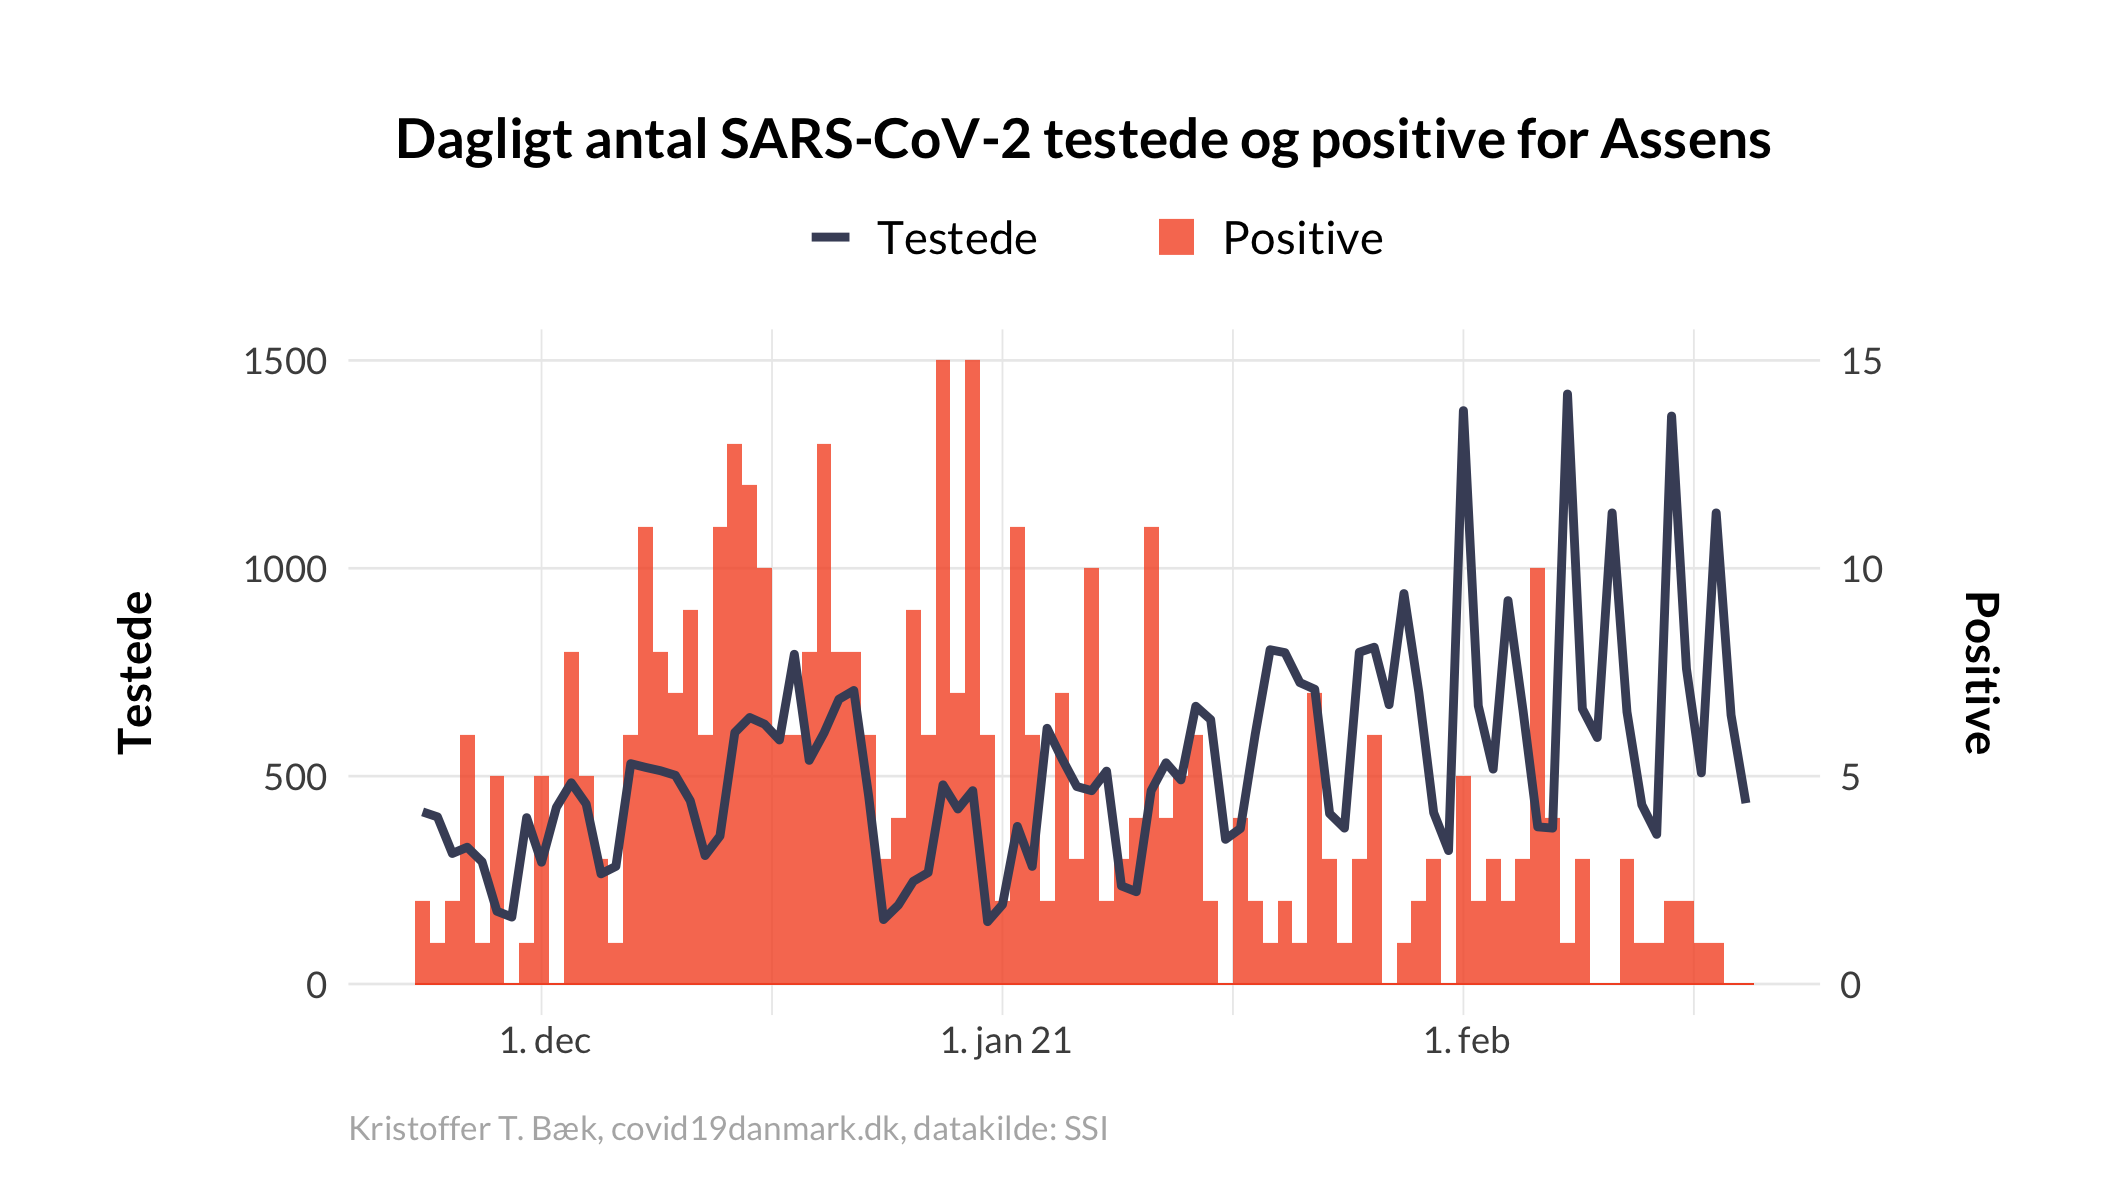 Dagligt antal SARS-CoV-2 testede og positive for Assens
Testede Positive
1500 15
1000 10
500 5
0 0
Testede
Positive
1. dec 1. jan 21 1. feb
Kristoffer T. Bæk, covid19danmark.dk, datakilde: SSI